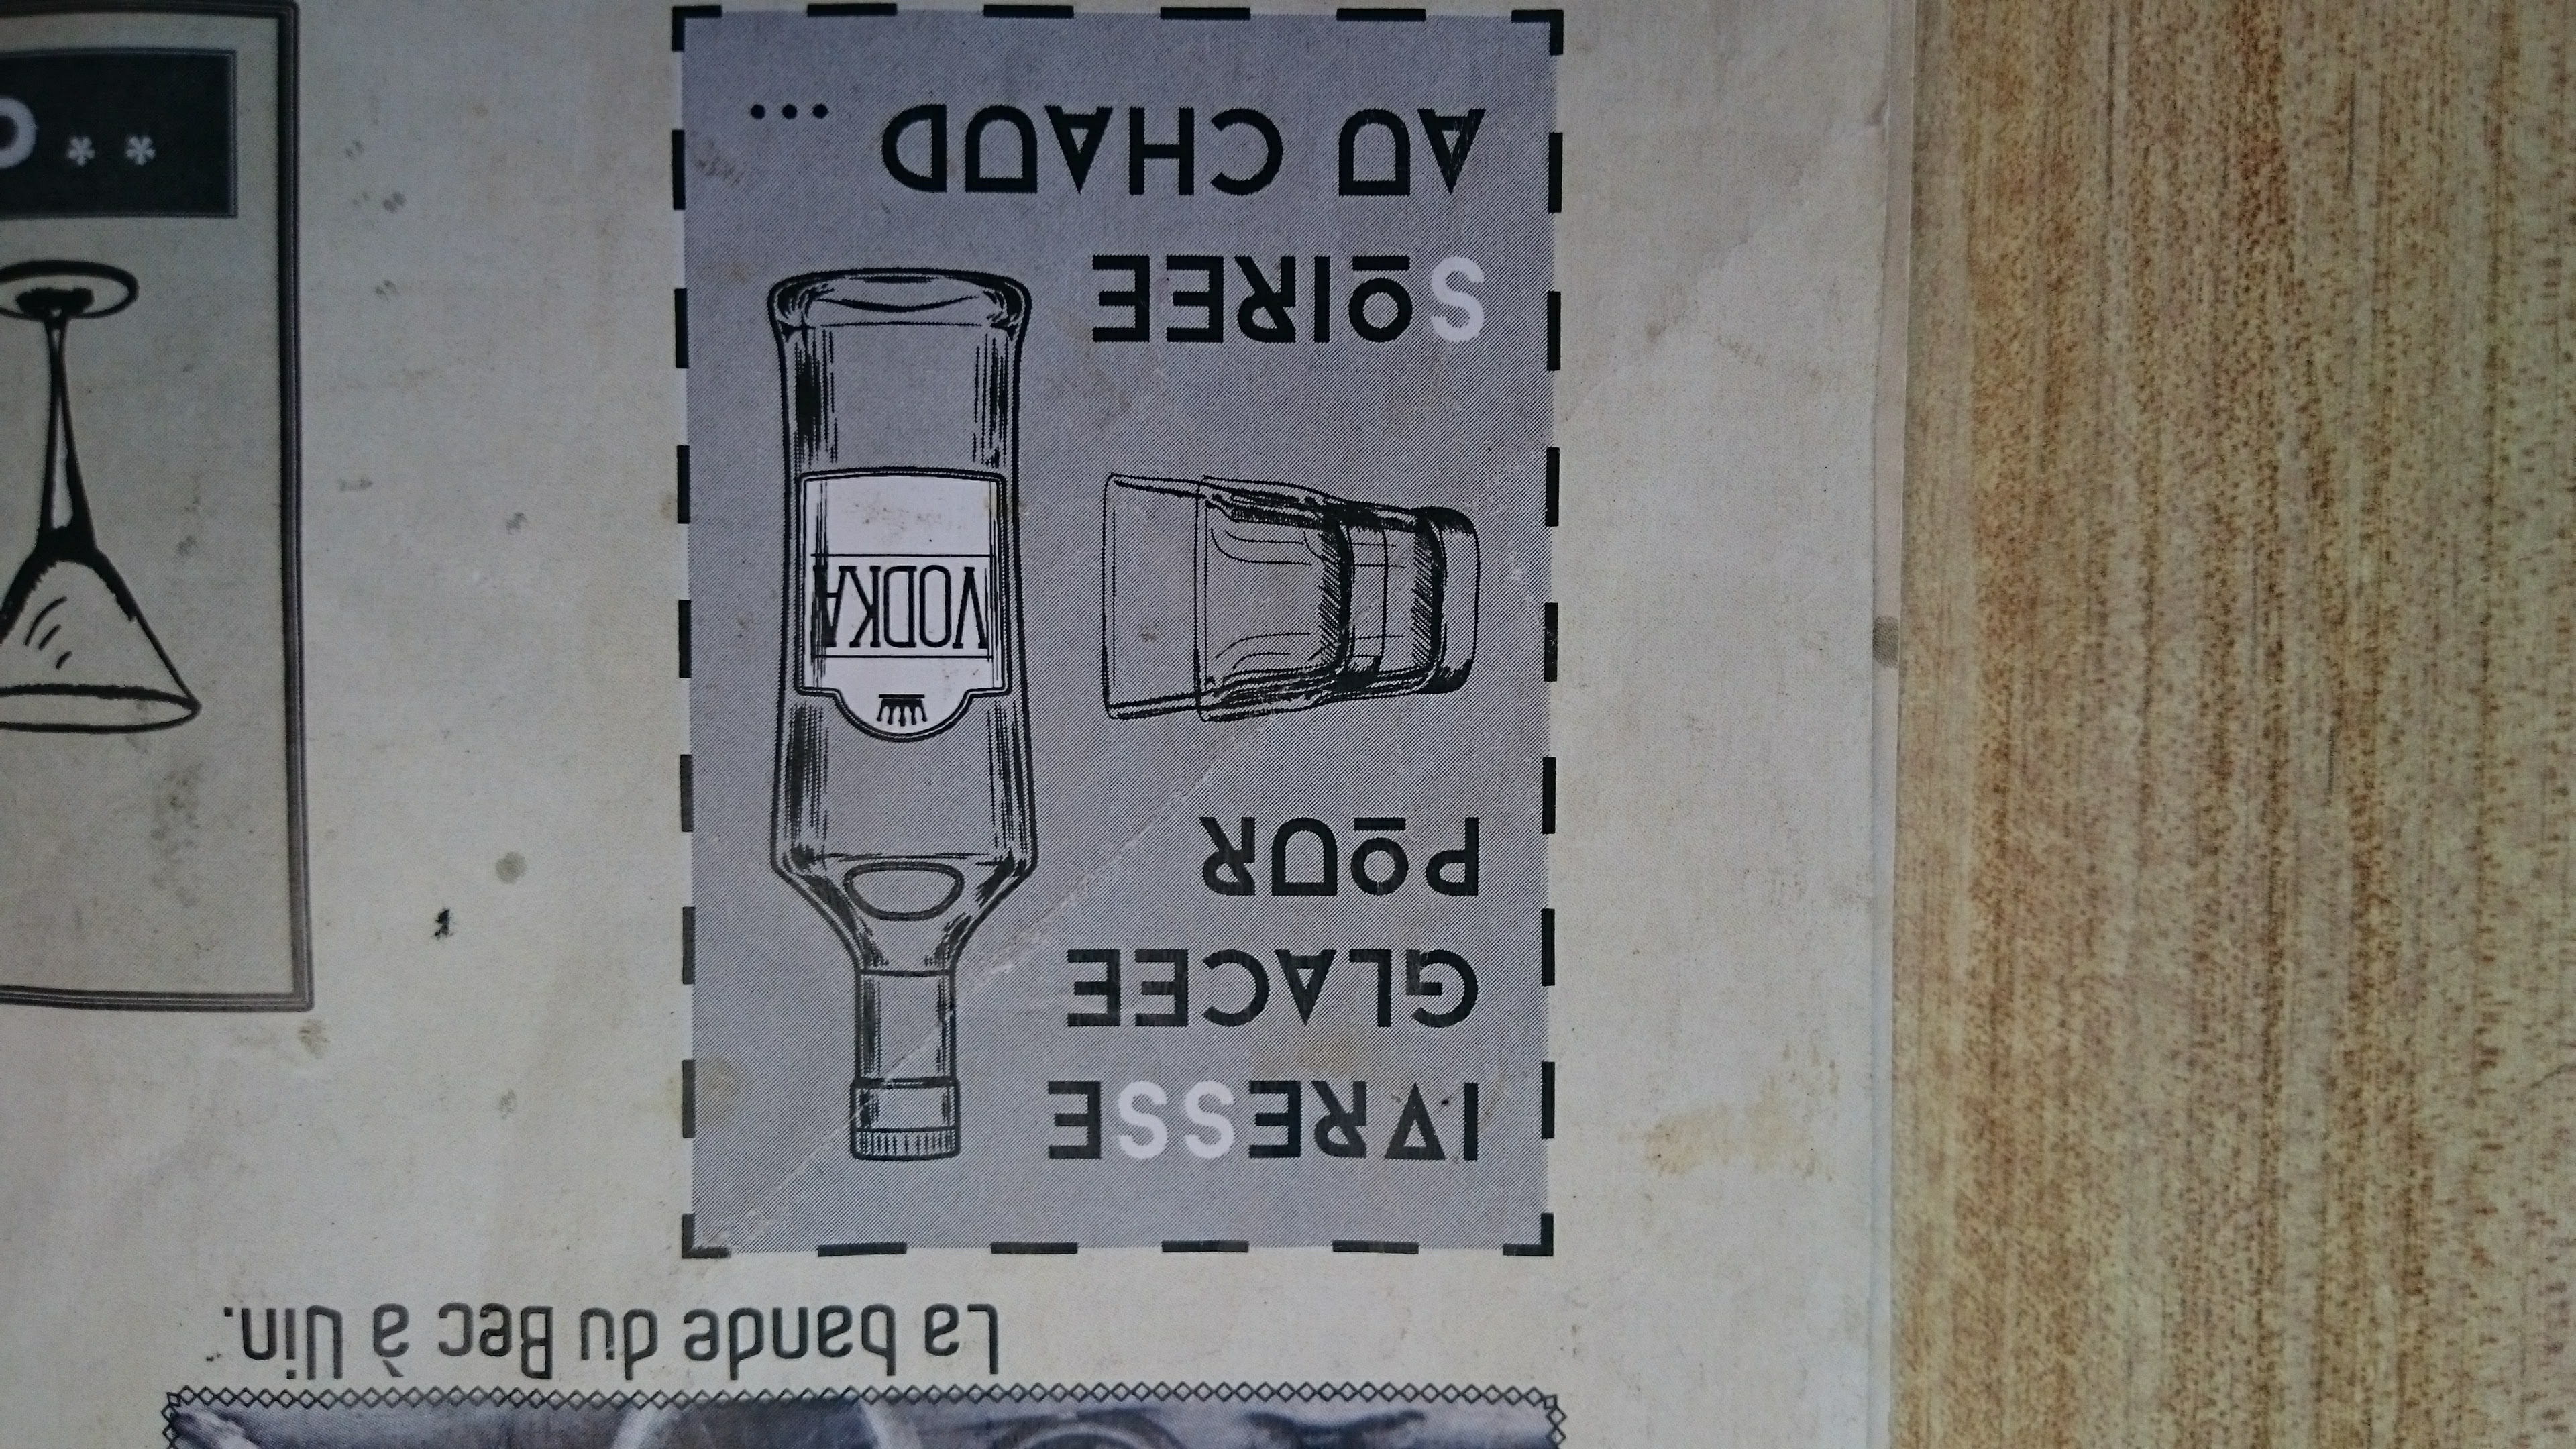 La bande du Bec à Vin.
IVRESSE
GLACEE
POUR
VODKA
SOIREE
AU CHAUD ...